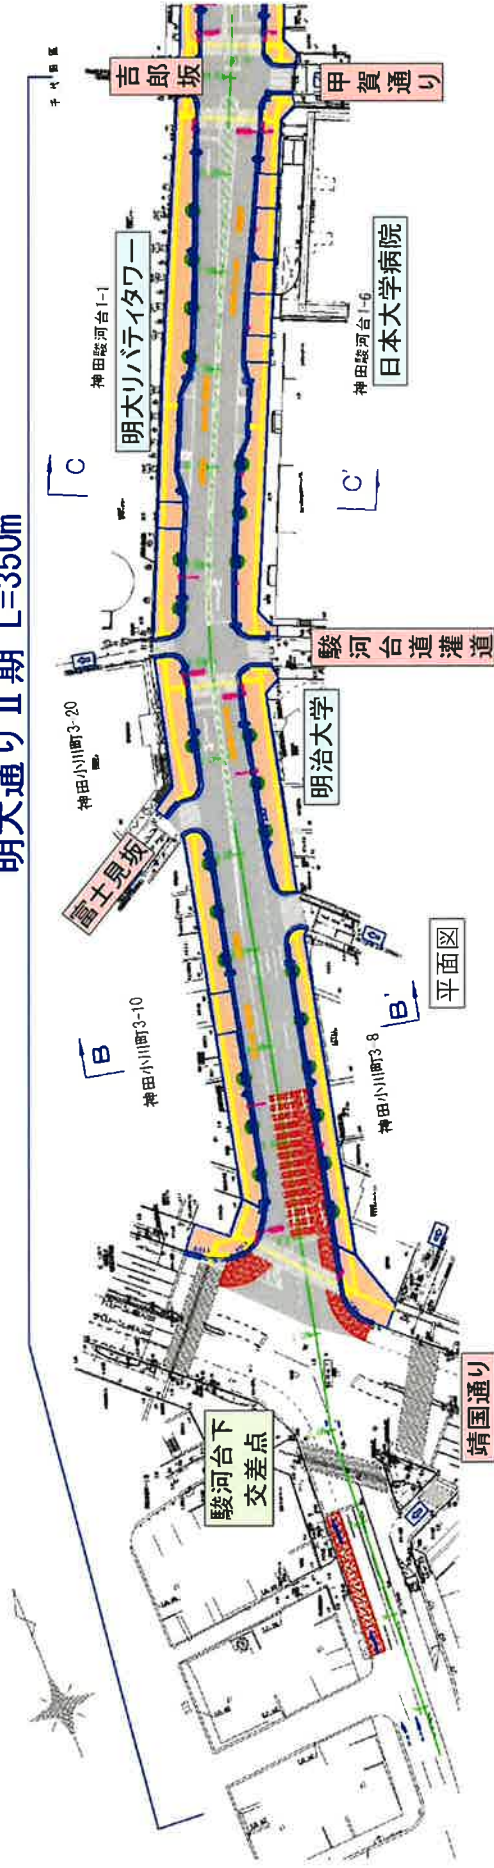 明大通りⅡ期 L=350m
吉郎坂
甲賀通り
神田駿河台1-1
明大リバティタワー
神田駿河台1-6
日本大学病院
C
C'
駿河台道灌道
神田小川町3-20
明治大学
富士見坂
神田小川町3-10
B
B'
平面図
神田小川町3-8
駿河台下
交差点
靖国通り